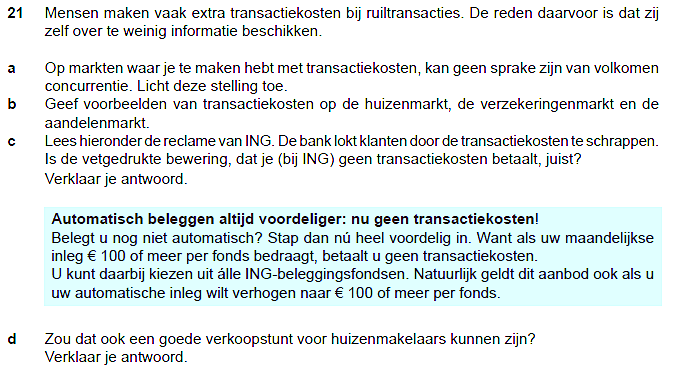 21 Mensen maken vaak extra transactiekosten bij ruiltransacties. De reden daarvoor is dat zij
zelf over te weinig informatie beschikken.
a Op markten waar je te maken hebt met transactiekosten, kan geen sprake zijn van volkomen
concurrentie. Licht deze stelling toe.
b Geef voorbeelden van transactiekosten op de huizenmarkt, de verzekeringenmarkt en de
aandelenmarkt.
c Lees hieronder de reclame van ING. De bank lokt klanten door de transactiekosten te schrappen.
Is de vetgedrukte bewering, dat je (bij ING) geen transactiekosten betaalt, juist?
Verklaar je antwoord.
Automatisch beleggen altijd voordeliger: nu geen transactiekosten!
Belegt u nog niet automatisch? Stap dan nú heel voordelig in. Want als uw maandelijkse
inleg € 100 of meer per fonds bedraagt, betaalt u geen transactiekosten.
U kunt daarbij kiezen uit álle ING-beleggingsfondsen. Natuurlijk geldt dit aanbod ook als u
uw automatische inleg wilt verhogen naar € 100 of meer per fonds.
d Zou dat ook een goede verkoopstunt voor huizenmakelaars kunnen zijn?
Verklaar je antwoord.